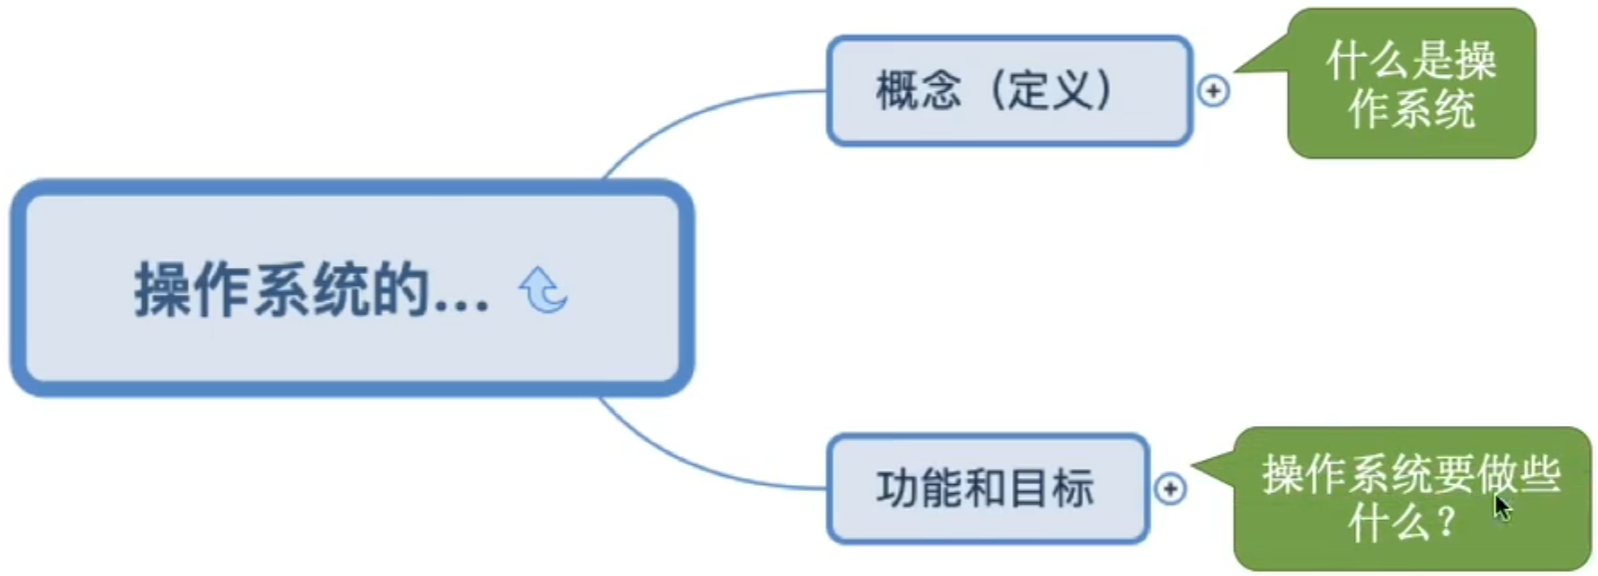 什么是操
作系统
概念（定义）
操作系统的...
功能和目标
操作系统要做些
什么？